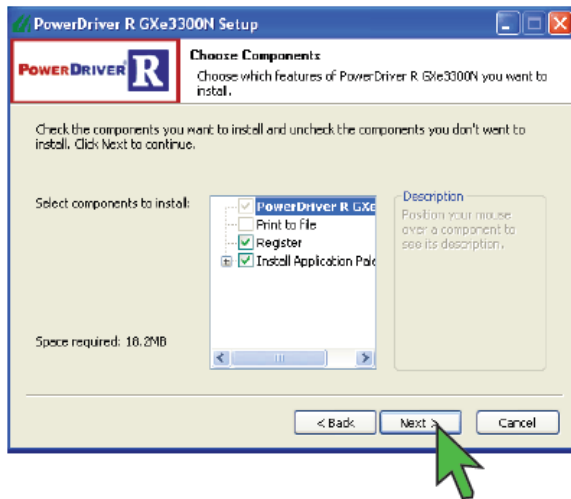 PowerDriver R GXe3300N Setup
POWERDRIVER R
Choose Components
Choose which features of PowerDriver R GXe3300N you want to
install.
Check the components you want to install and uncheck the components you don't want to
install. Click Next to continue.
Select components to install:
PowerDriver R GXe
Print to file
Register
Install Application Pale
Description
Position your mouse
over a component to
see its description.
Space required: 18.2MB
< Back
Next >
Cancel